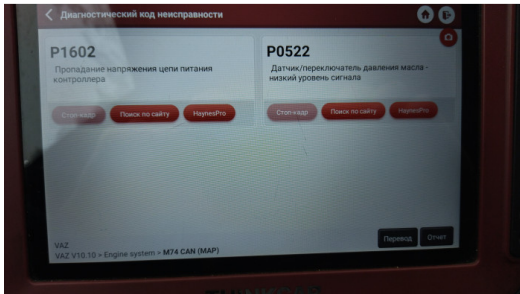 Диагностический код неисправности
P1602
Пропадание напряжения цепи питания
контроллера
Стоп-кадр
Поиск по сайту
HaynesPro
P0522
Датчик/переключатель давления масла -
низкий уровень сигнала
Стоп-кадр
Поиск по сайту
HaynesPro
Перевод
Отчет
VAZ
VAZ V10.10 > Engine system > M74 CAN (MAP)